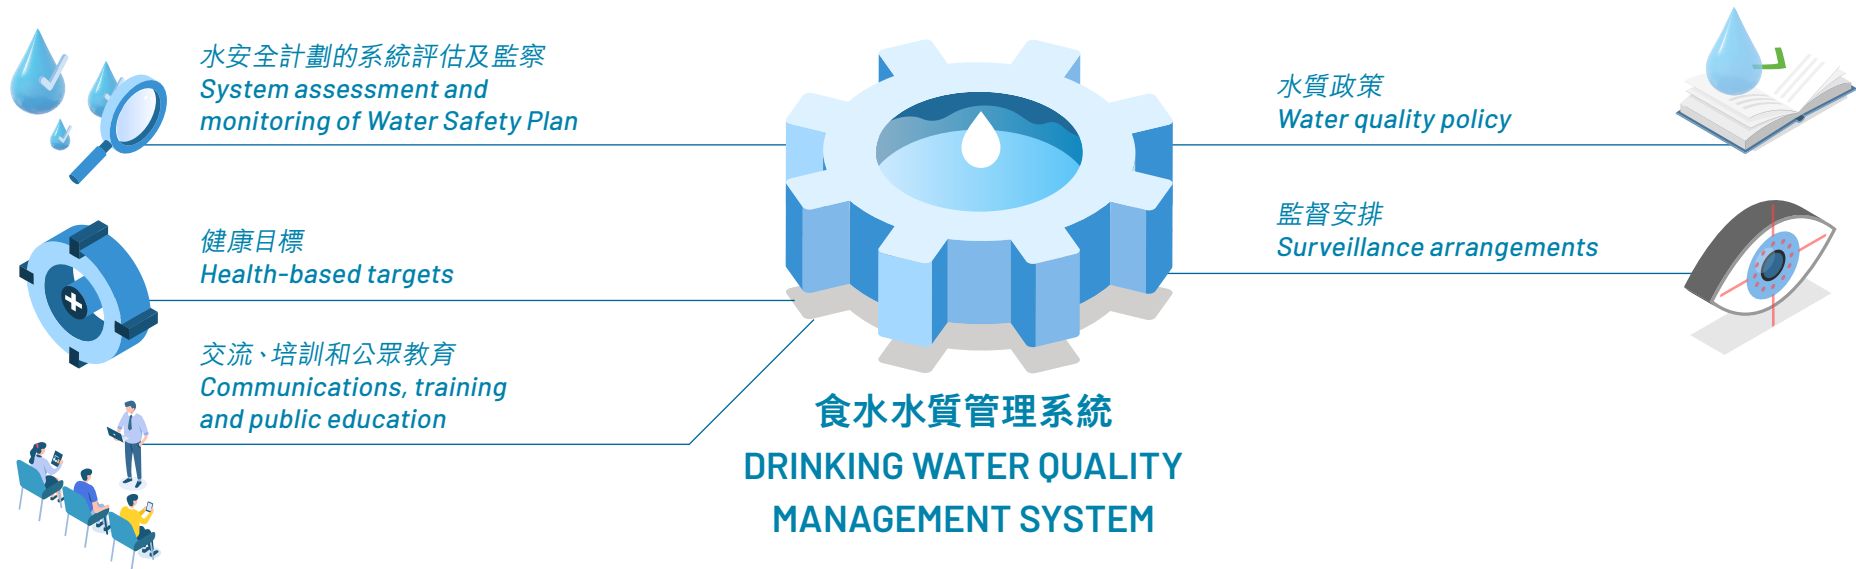 水安全計劃的系統評估及監察
System assessment and
monitoring of Water Safety Plan
健康目標
Health-based targets
交流、培訓和公眾教育
Communications, training
and public education
水質政策
Water quality policy
監督安排
Surveillance arrangements
食水水質管理系統
DRINKING WATER QUALITY
MANAGEMENT SYSTEM